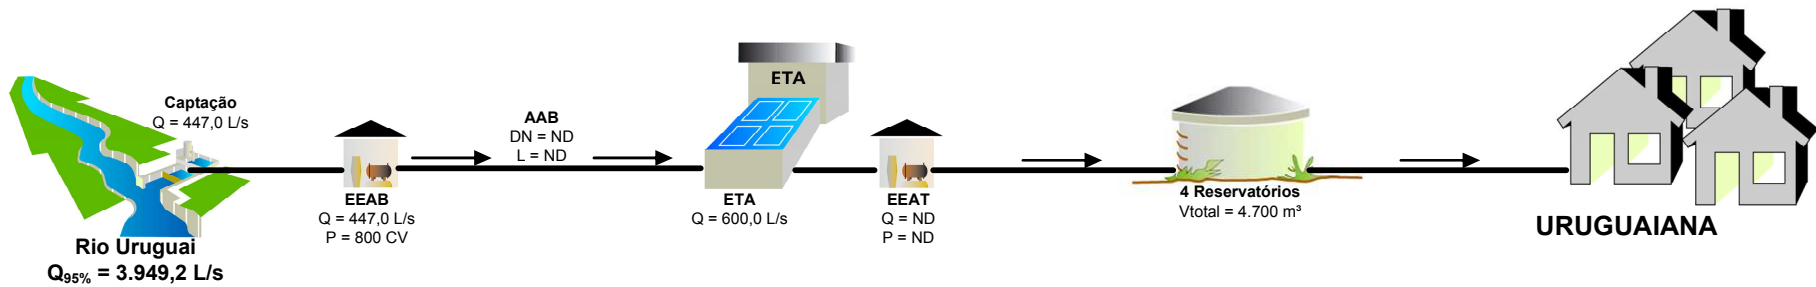 Captação
Q = 447,0 L/s
Rio Uruguai
Q95% = 3.949,2 L/s
EEAB
Q = 447,0 L/s
P = 800 CV
AAB
DN = ND
L = ND
ETA
ETA
Q = 600,0 L/s
EEAT
Q = ND
P = ND
4 Reservatórios
Vtotal = 4.700 m³
URUGUAIANA